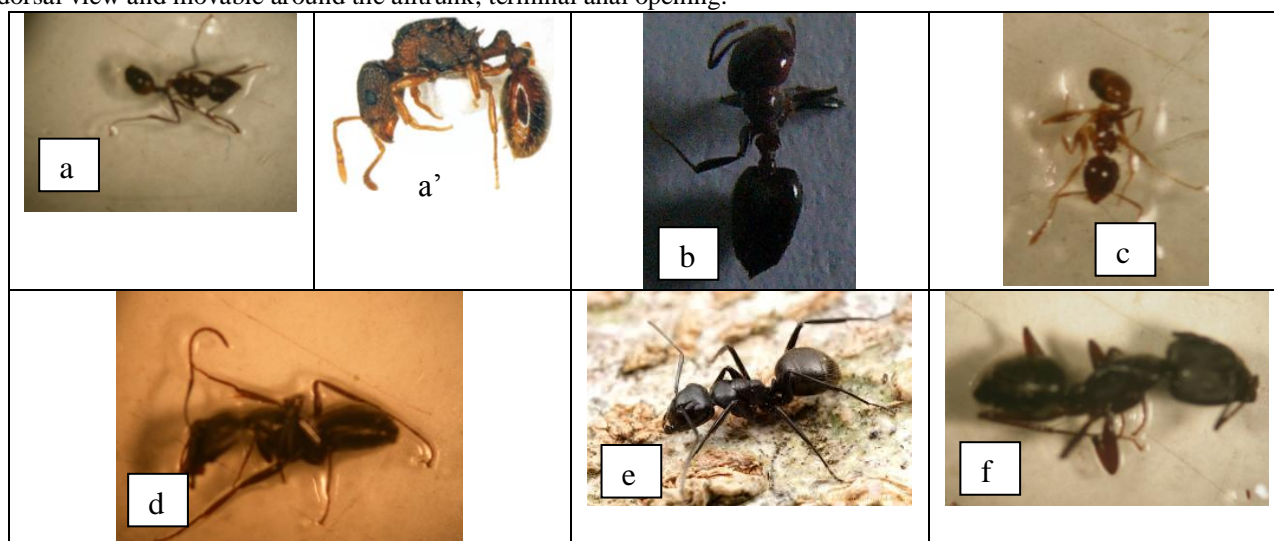 dorsal view and movable around the alitrunk; terminal anal opening.
a
a’
b
c
d
e
f